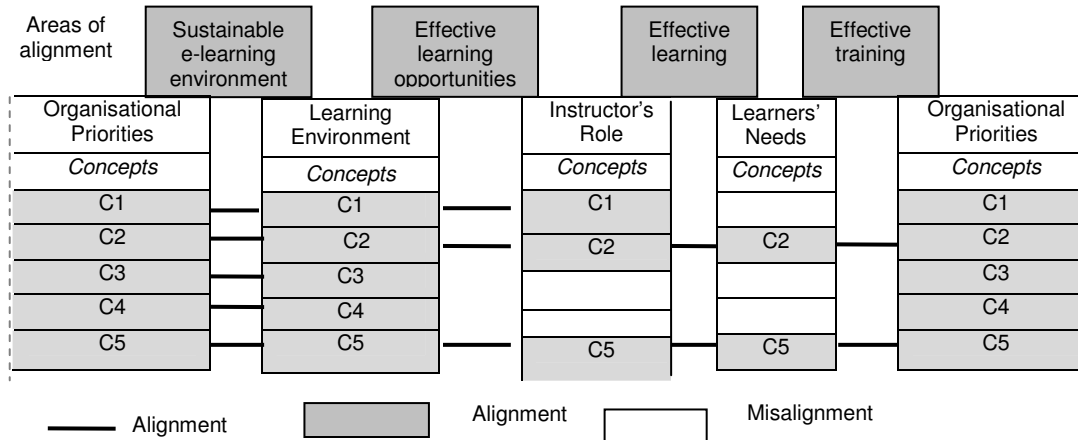 Areas of
alignment
Sustainable
e-learning
environment
Effective
learning
opportunities
Effective
learning
Effective
training
Organisational
Priorities
Learning
Environment
Instructor's
Role
Learners'
Needs
Organisational
Priorities
Concepts
Concepts
Concepts
Concepts
Concepts
C1
C1
C1
C1
C2
C2
C2
C2
C2
C3
C3
C3
C4
C4
C4
C5
C5
C5
C5
C5
Alignment
Alignment
Misalignment